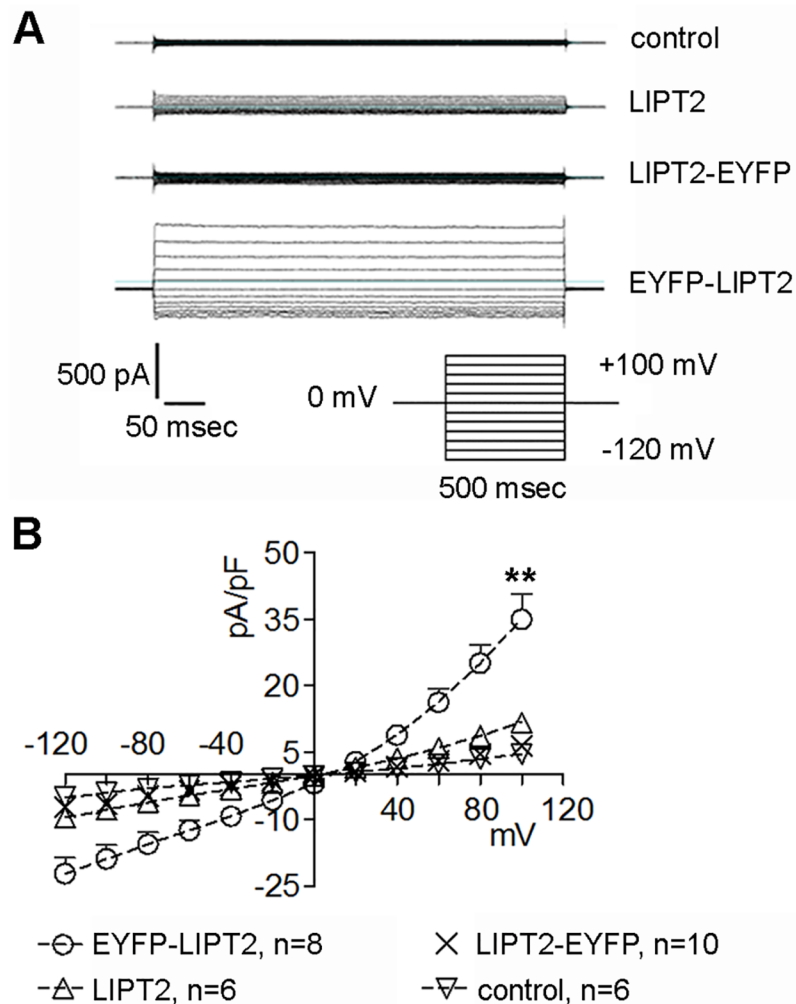 A
control
LIPT2
LIPT2-EYFP
EYFP-LIPT2
500 pA
50 msec
0 mV
+100 mV
-120 mV
500 msec
B
pA/pF
50
35
20
5
-10
-25
-120 -80 -40
40 80 120
mV
**
EYFP-LIPT2, n=8
LIPT2-EYFP, n=10
LIPT2, n=6
control, n=6